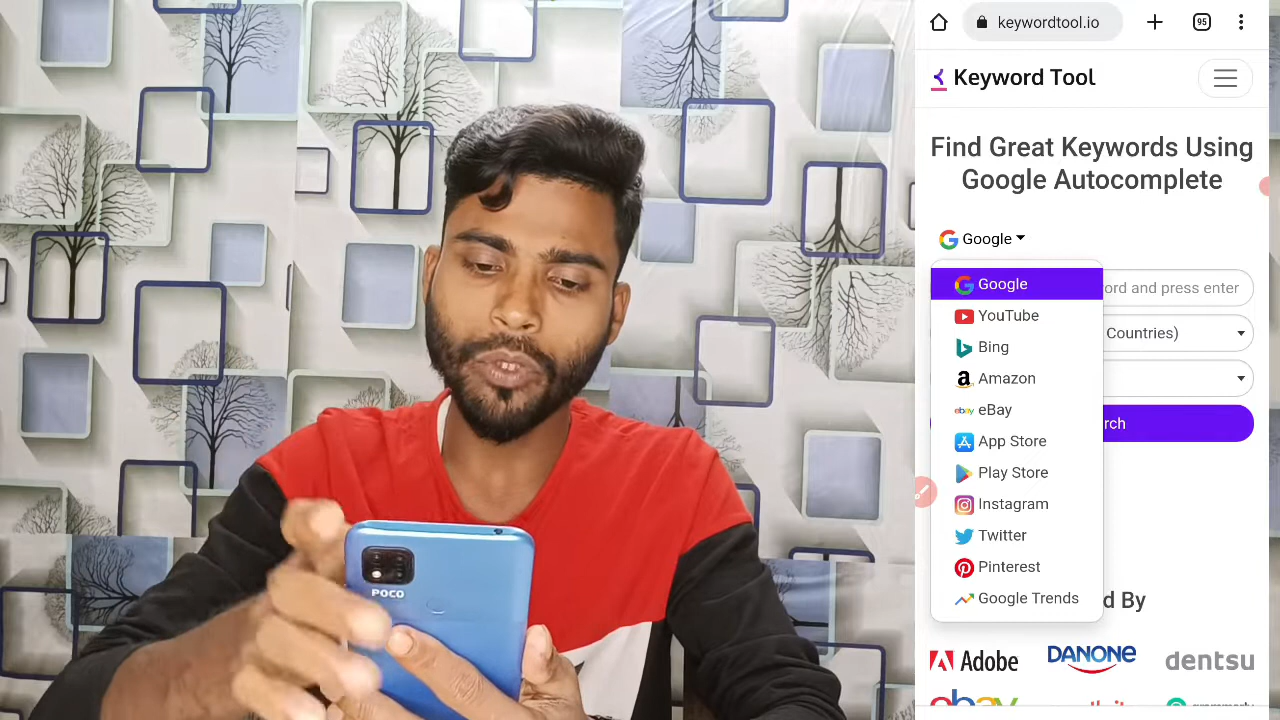 keywordtool.io
95
Keyword Tool
Find Great Keywords Using
Google Autocomplete
Google
Google
ord and press enter
YouTube
Countries)
Bing
Amazon
eBay
ebay
App Store
rch
Play Store
Instagram
Twitter
Pinterest
Google Trends
d By
Adobe
DANONE
dentsu
POCO